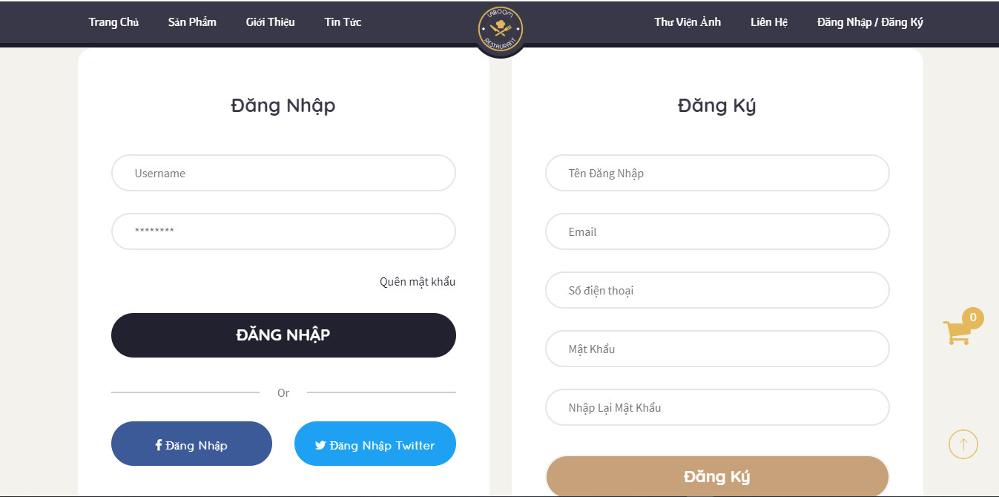 Trang Chủ Sản Phẩm Giới Thiệu Tin Tức LABOOM RESTAURANT Thư Viện Ảnh Liên Hệ Đăng Nhập / Đăng Ký
Đăng Nhập
Username
********
Quên mật khẩu
ĐĂNG NHẬP
Or
f Đăng Nhập Đăng Nhập Twitter
Đăng Ký
Tên Đăng Nhập
Email
Số điện thoại
Mật Khẩu
Nhập Lại Mật Khẩu
Đăng Ký
0